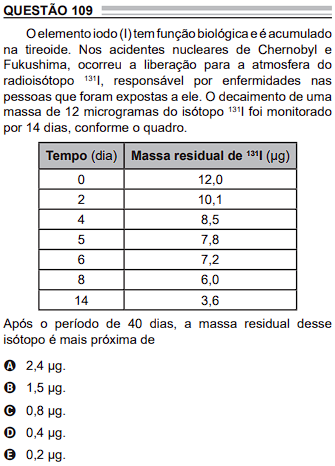 QUESTÃO 109
O elemento iodo (I) tem função biológica e é acumulado
na tireoide. Nos acidentes nucleares de Chernobyl e
Fukushima, ocorreu a liberação para a atmosfera do
radioisótopo ¹³¹I, responsável por enfermidades nas
pessoas que foram expostas a ele. O decaimento de uma
massa de 12 microgramas do isótopo ¹³¹I foi monitorado
por 14 dias, conforme o quadro.
Tempo (dia) Massa residual de ¹³¹I (μg)
0 12,0
2 10,1
4 8,5
5 7,8
6 7,2
8 6,0
14 3,6
Após o período de 40 dias, a massa residual desse
isótopo é mais próxima de
A 2,4 μg.
B 1,5 μg.
C 0,8 μg.
D 0,4 μg.
E 0,2 μg.